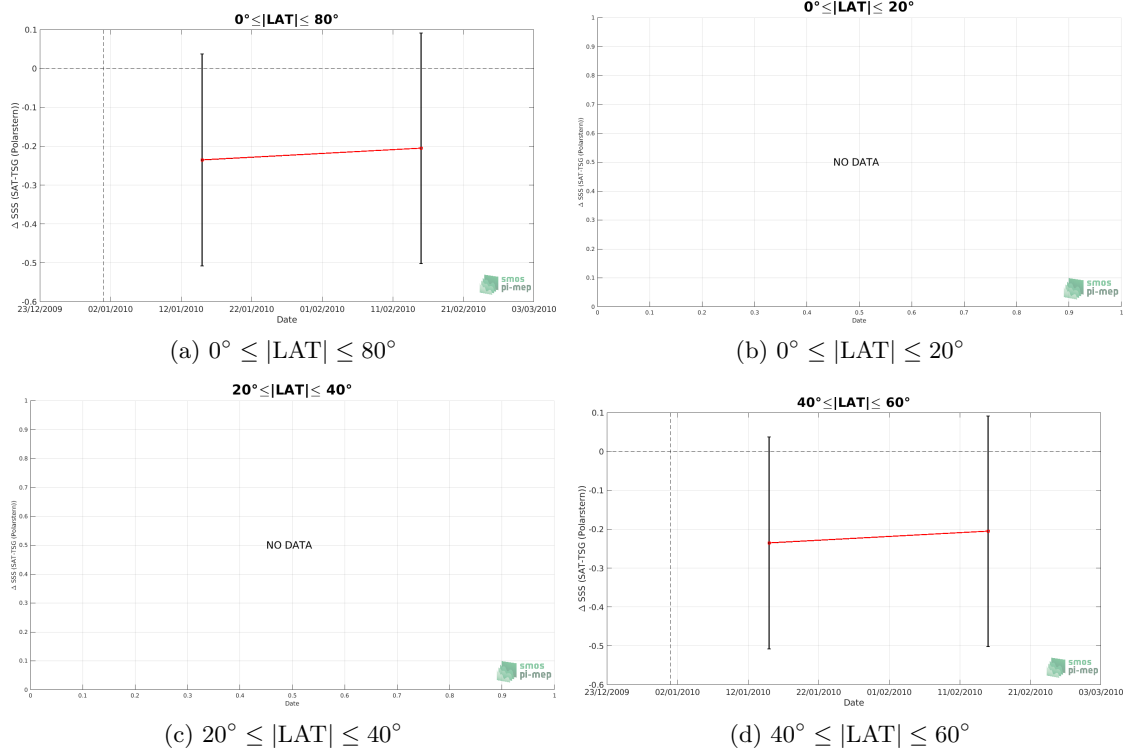 0°≤|LAT|≤ 80°
0.1
0
-0.1
-0.2
-0.3
-0.4
-0.5
-0.6
Δ SSS (SAT-TSG (Polarstern))
23/12/2009 02/01/2010 12/01/2010 22/01/2010 01/02/2010 11/02/2010 21/02/2010 03/03/2010
Date
smos
pi-mep
(a) 0° ≤ |LAT| ≤ 80°
0°≤|LAT|≤ 20°
1
0.9
0.8
0.7
0.6
0.5
0.4
0.3
0.2
0.1
0
Δ SSS (SAT-TSG (Polarstern))
NO DATA
0 0.1 0.2 0.3 0.4 0.5 0.6 0.7 0.8 0.9 1
Date
smos
pi-mep
(b) 0° ≤ |LAT| ≤ 20°
20°≤|LAT|≤ 40°
1
0.9
0.8
0.7
0.6
0.5
0.4
0.3
0.2
0.1
0
Δ SSS (SAT-TSG (Polarstern))
NO DATA
0 0.1 0.2 0.3 0.4 0.5 0.6 0.7 0.8 0.9 1
Date
smos
pi-mep
(c) 20° ≤ |LAT| ≤ 40°
40°≤|LAT|≤ 60°
0.1
0
-0.1
-0.2
-0.3
-0.4
-0.5
-0.6
Δ SSS (SAT-TSG (Polarstern))
23/12/2009 02/01/2010 12/01/2010 22/01/2010 01/02/2010 11/02/2010 21/02/2010 03/03/2010
Date
smos
pi-mep
(d) 40° ≤ |LAT| ≤ 60°